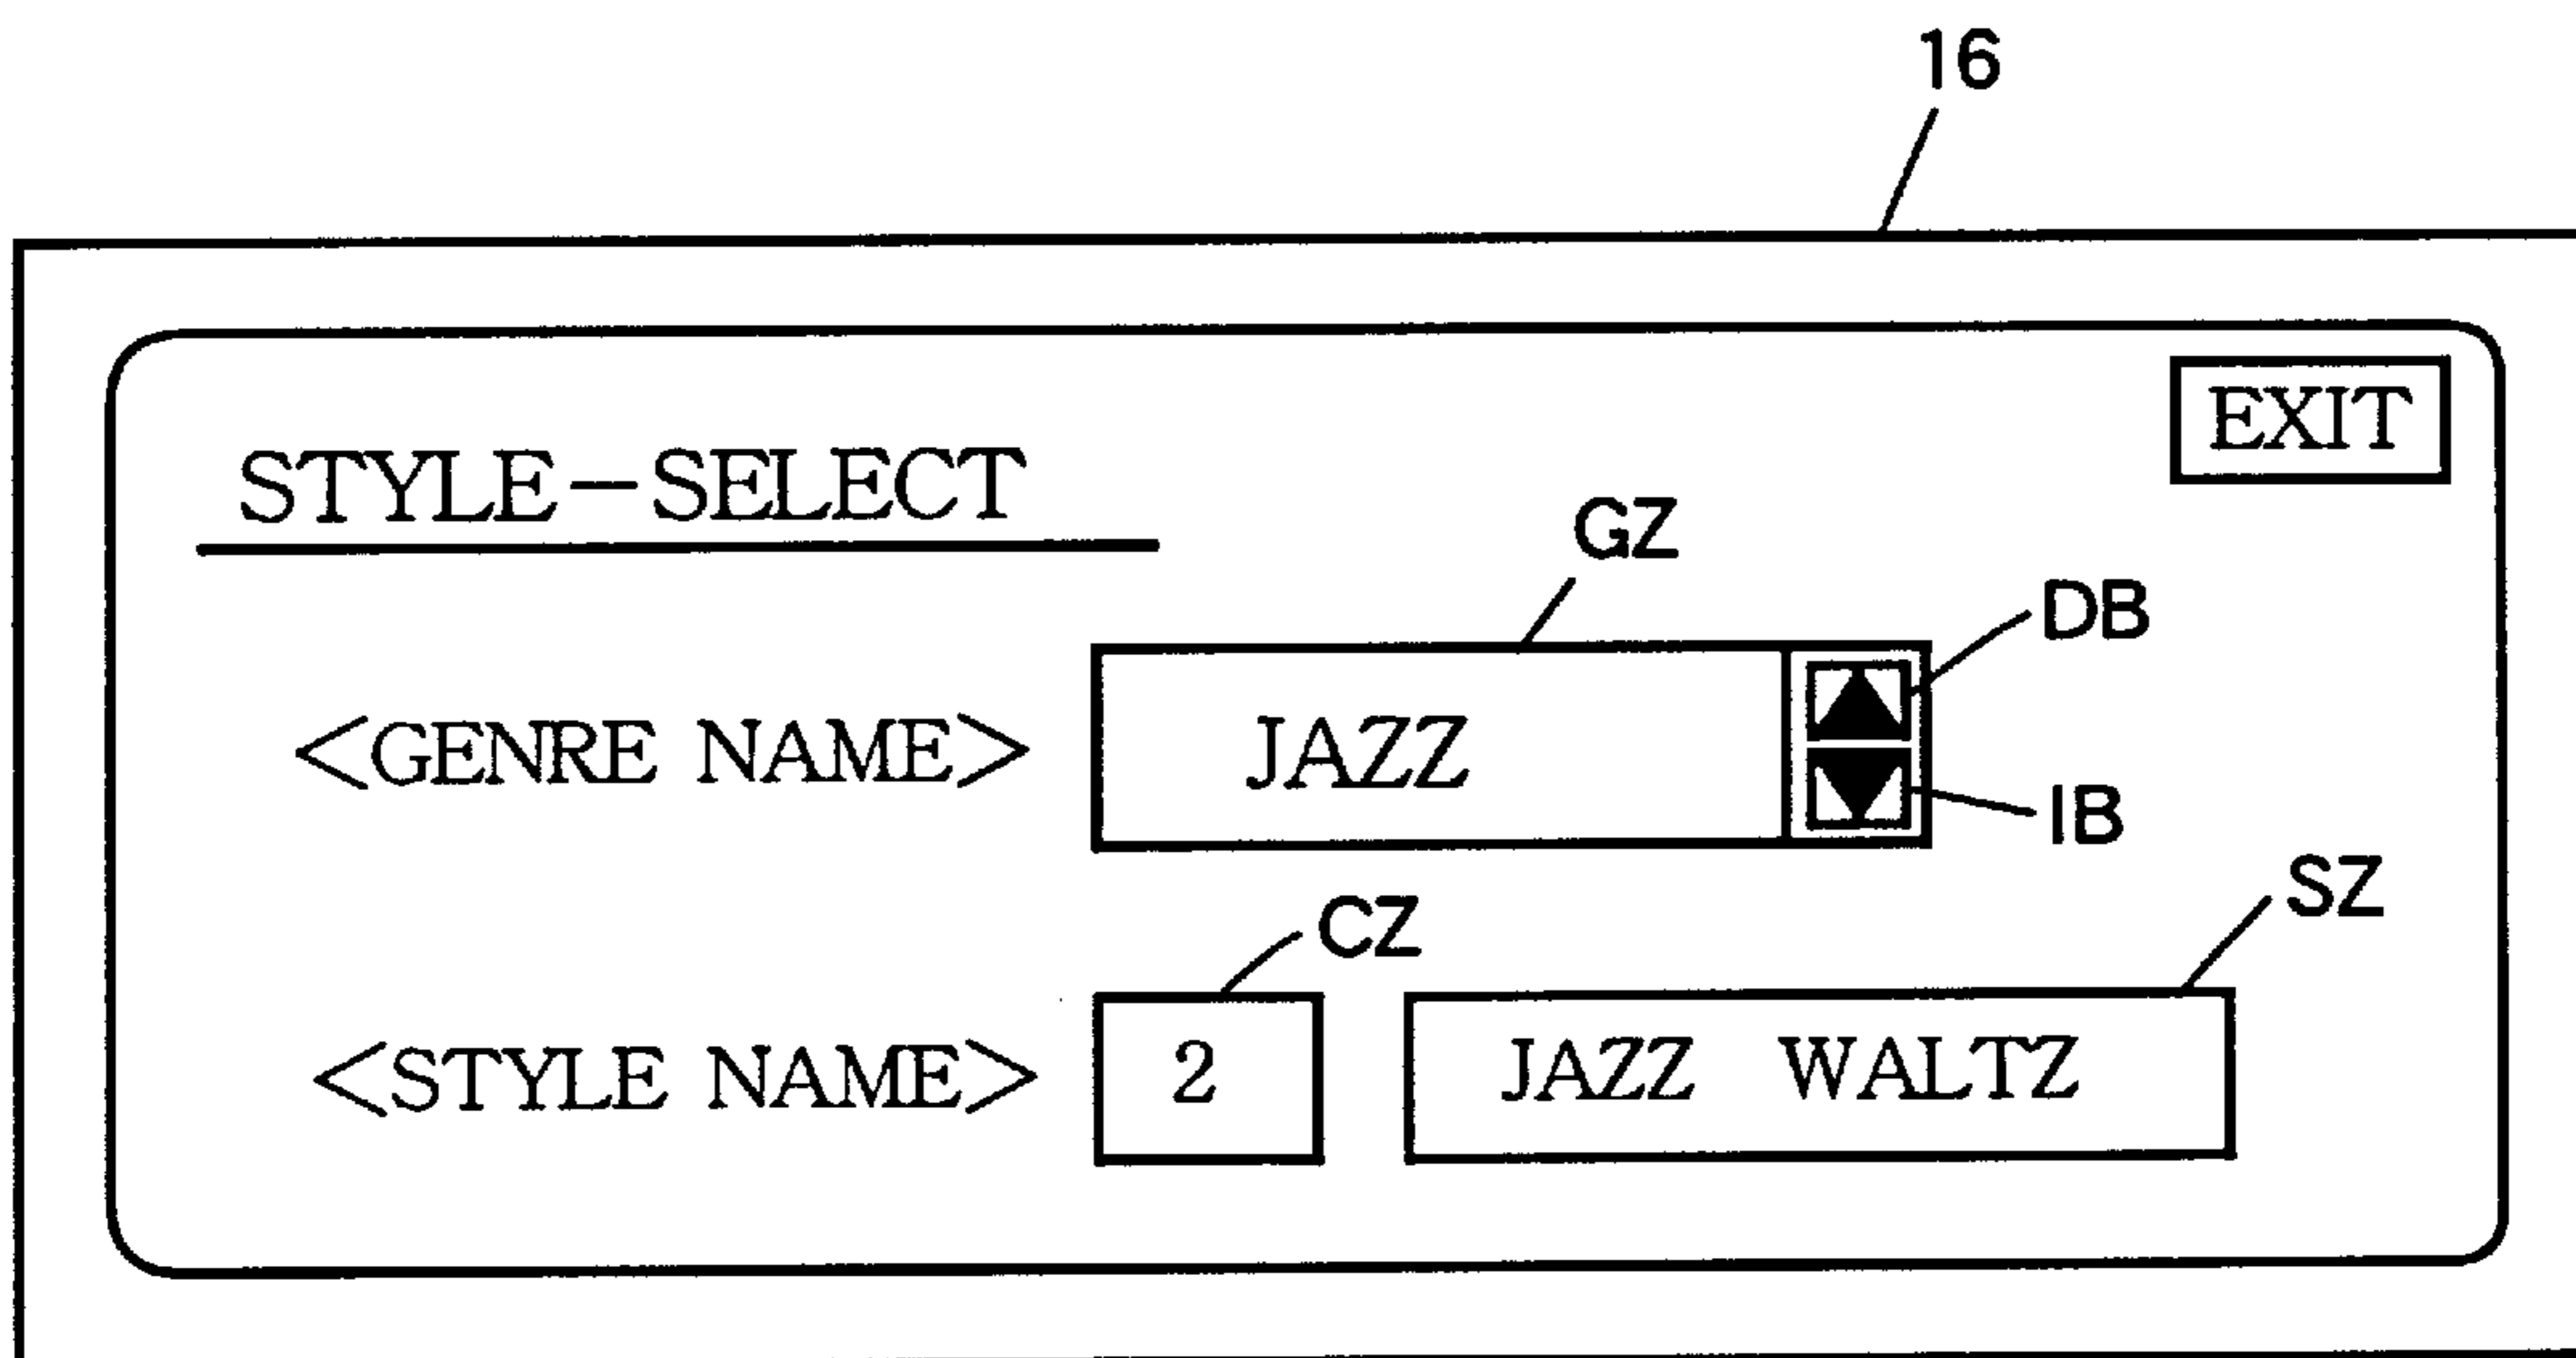 16
EXIT
STYLE-SELECT
GZ
DB
<GENRE NAME> JAZZ
IB
SZ
CZ
<STYLE NAME> 2 JAZZ WALTZ